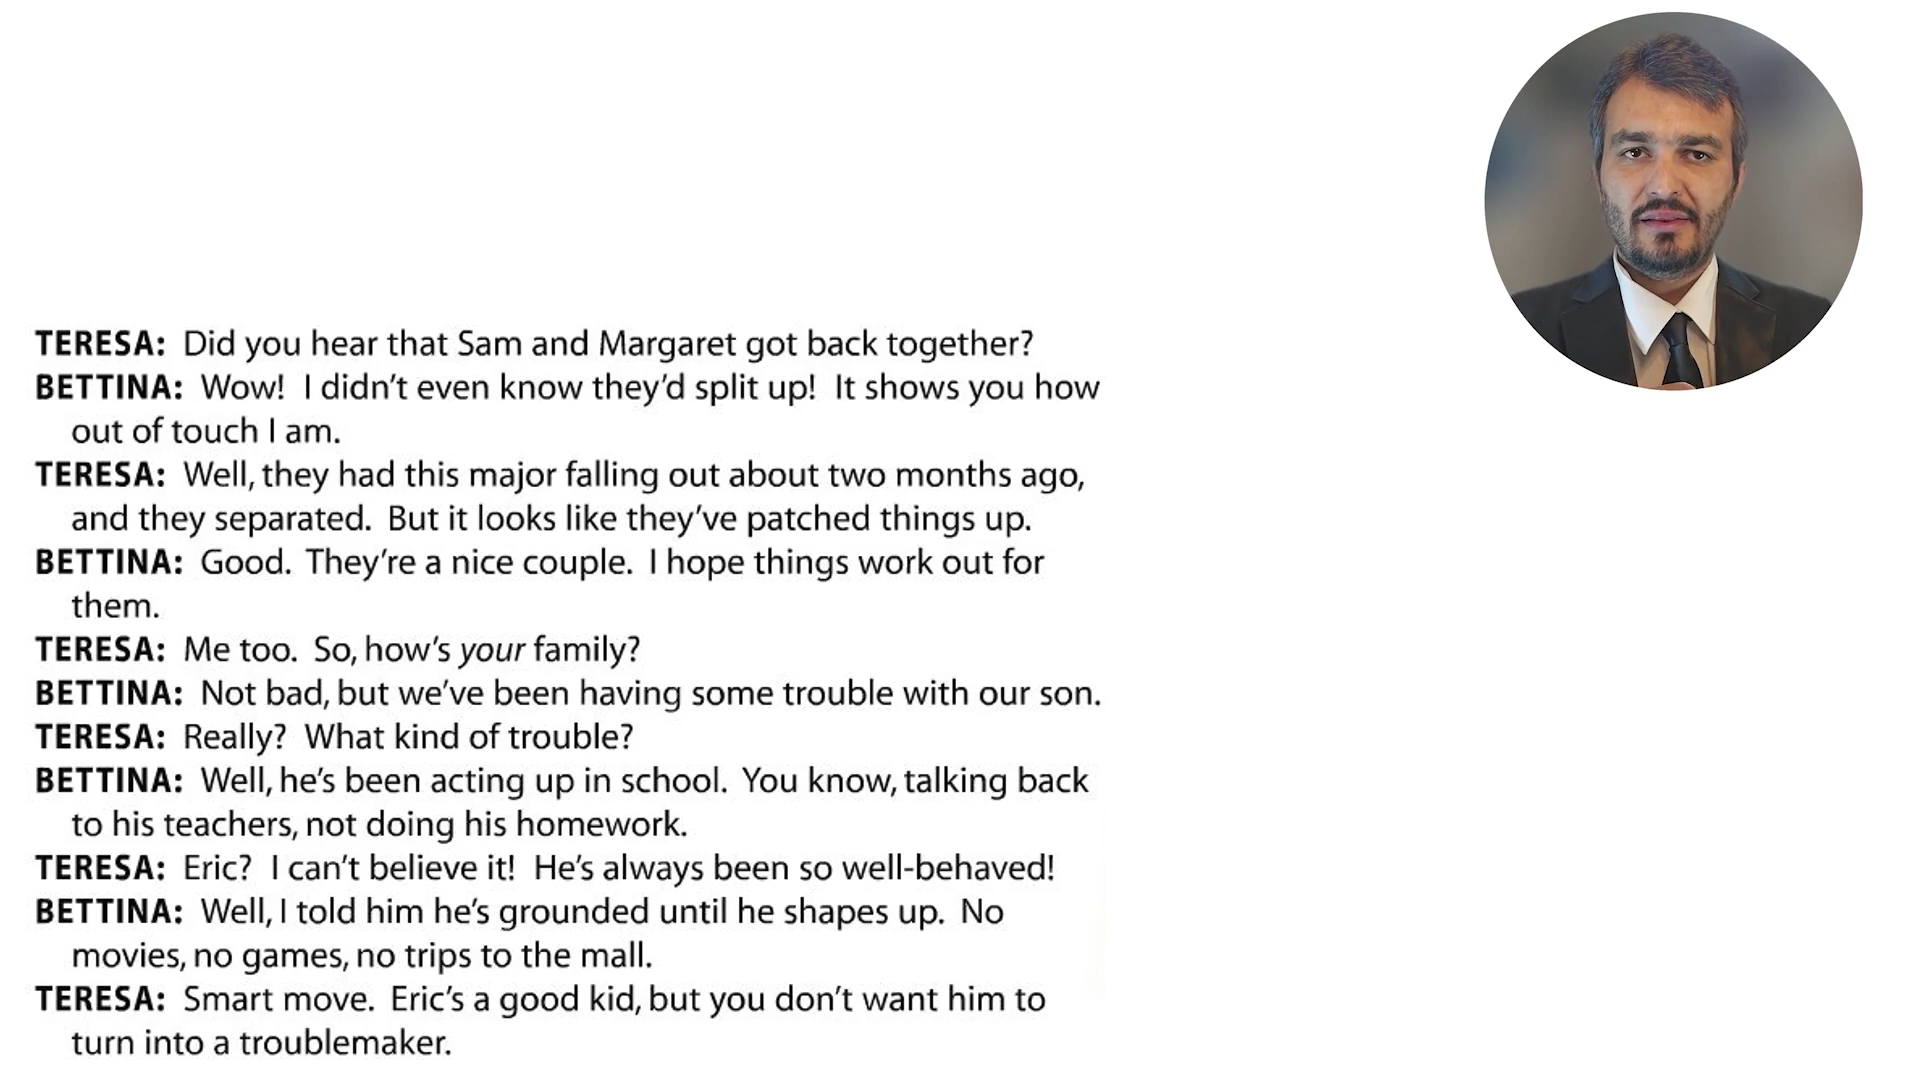 TERESA: Did you hear that Sam and Margaret got back together?
BETTINA: Wow! I didn't even know they'd split up! It shows you how
out of touch I am.
TERESA: Well, they had this major falling out about two months ago,
and they separated. But it looks like they've patched things up.
BETTINA: Good. They're a nice couple. I hope things work out for
them.
TERESA: Me too. So, how's your family?
BETTINA: Not bad, but we've been having some trouble with our son.
TERESA: Really? What kind of trouble?
BETTINA: Well, he's been acting up in school. You know, talking back
to his teachers, not doing his homework.
TERESA: Eric? I can't believe it! He's always been so well-behaved!
BETTINA: Well, I told him he's grounded until he shapes up. No
movies, no games, no trips to the mall.
TERESA: Smart move. Eric's a good kid, but you don't want him to
turn into a troublemaker.